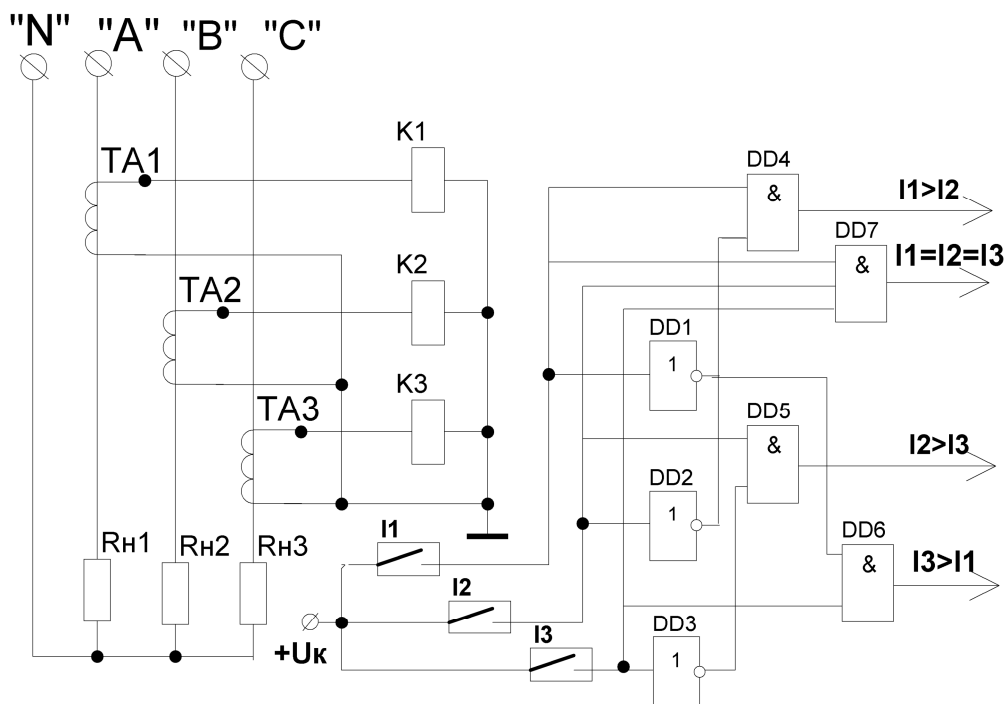 "N" "A" "B" "C"
K1
TA1
DD4
&
I1>I2
DD7
&
I1=I2=I3
K2
TA2
DD1
1
K3
TA3
DD5
&
I2>I3
DD2
1
DD6
&
I3>I1
I1
Rн1
Rн2
Rн3
I2
+Uк
I3
DD3
1